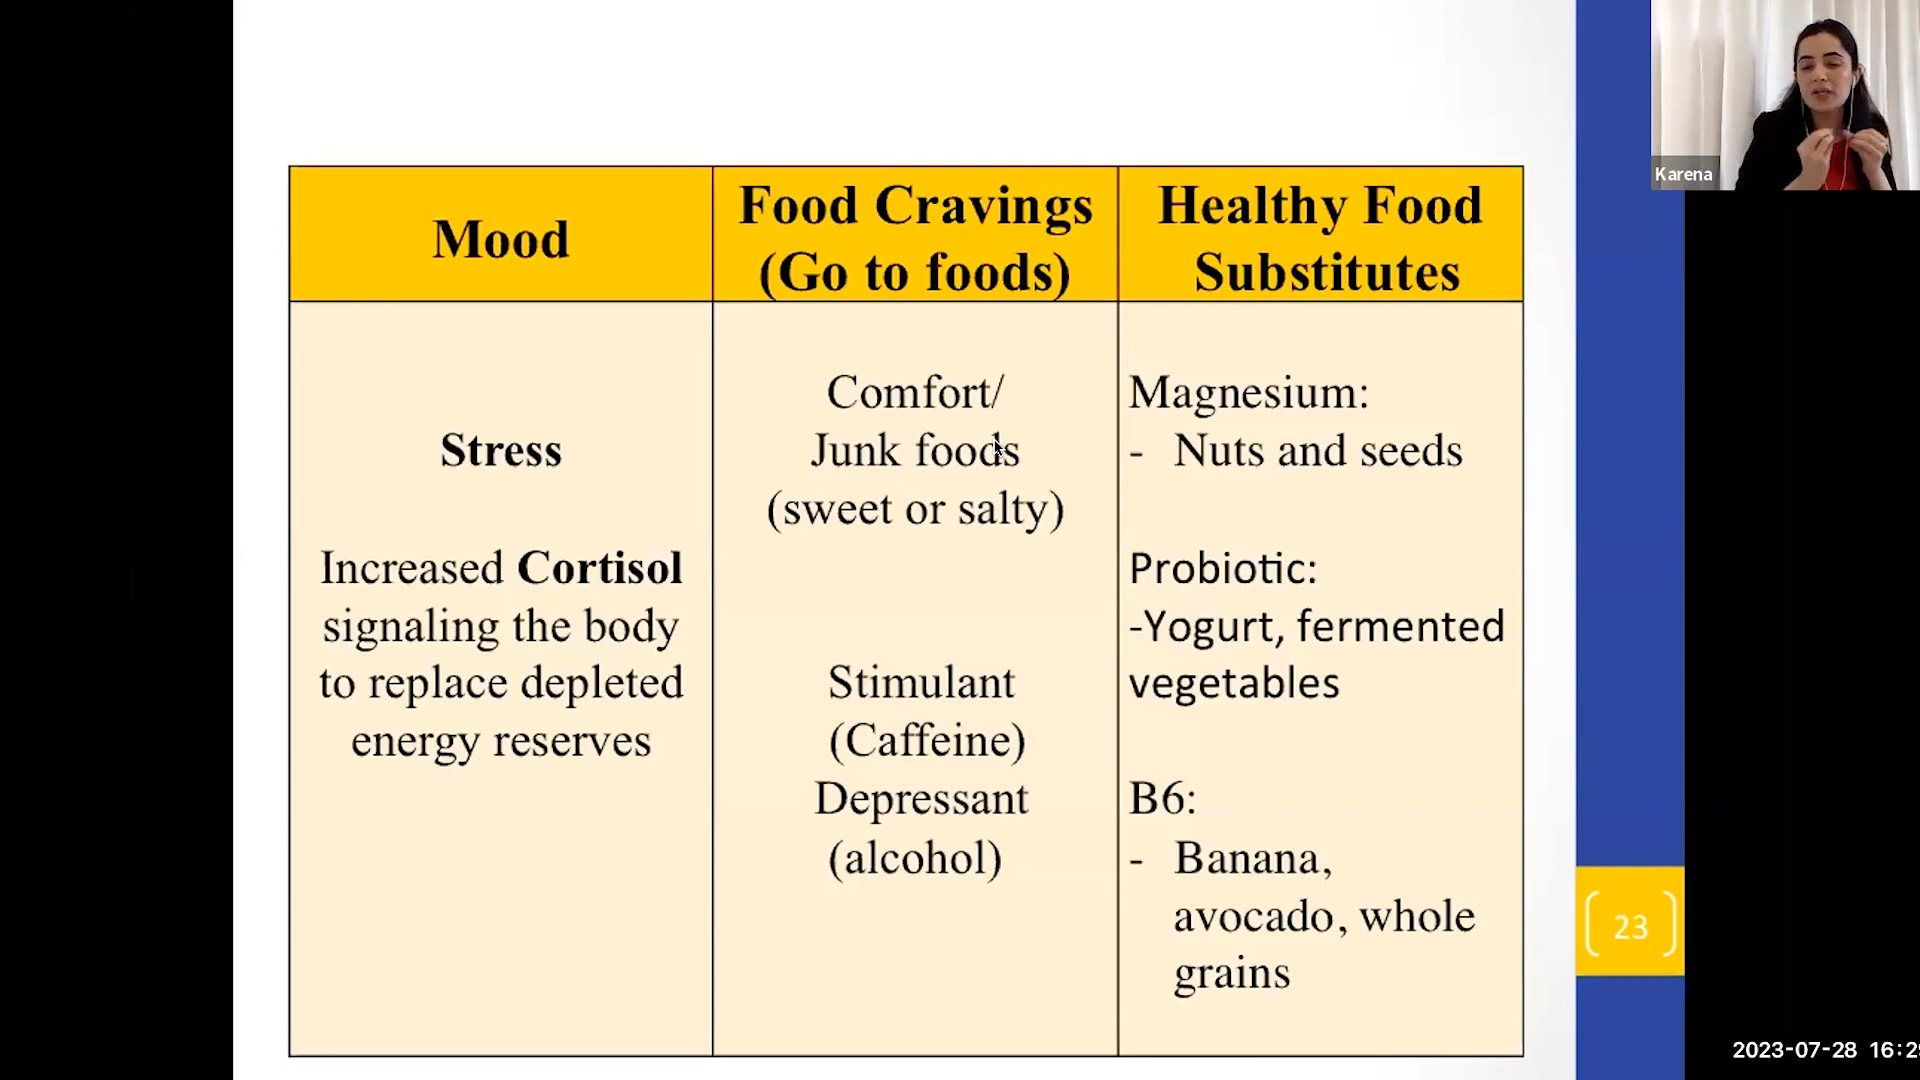 Karena
Mood
Food Cravings
(Go to foods)
Healthy Food
Substitutes
Stress
Increased Cortisol
signaling the body
to replace depleted
energy reserves
Comfort/
Junk foods
(sweet or salty)
Stimulant
(Caffeine)
Depressant
(alcohol)
Magnesium:
- Nuts and seeds
Probiotic:
-Yogurt, fermented
vegetables
B6:
- Banana,
avocado, whole
grains
23
2023-07-28